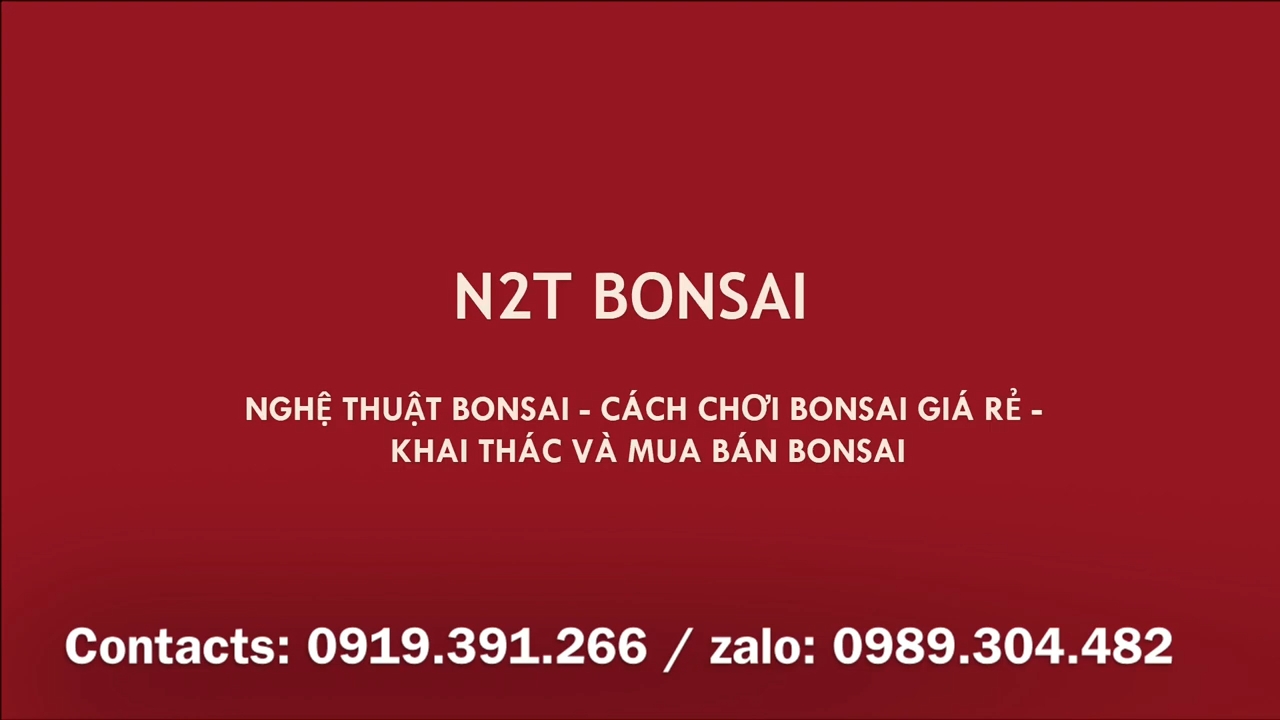 N2T BONSAI
NGHỆ THUẬT BONSAI - CÁCH CHƠI BONSAI GIÁ RẺ -
KHAI THÁC VÀ MUA BÁN BONSAI
Contacts: 0919.391.266 / zalo: 0989.304.482